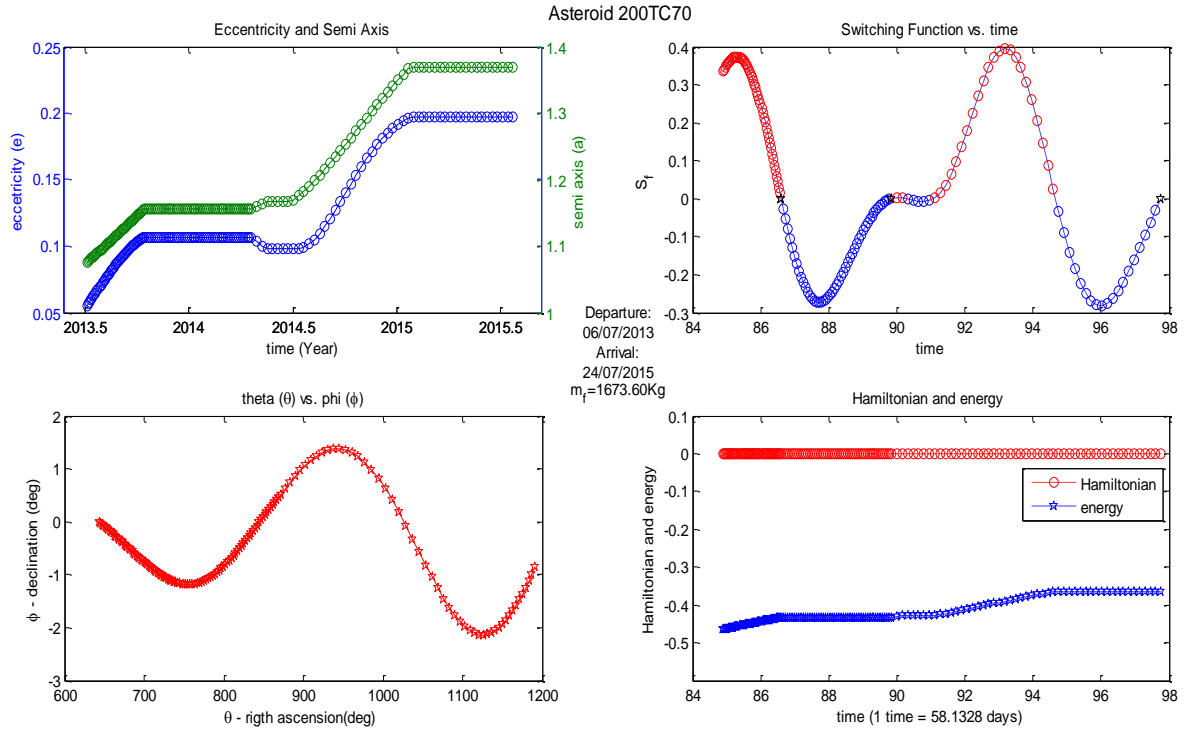 Asteroid 200TC70
Eccentricity and Semi Axis
0.25
0.2
0.15
0.1
0.05
eccetricity (e)
1.4
1.3
1.2
1.1
1
semi axis (a)
2013.5 2014 2014.5 2015 2015.5
time (Year)
Switching Function vs. time
0.4
0.3
0.2
0.1
0
-0.1
-0.2
-0.3
S_f
84 86 88 90 92 94 96 98
time
Departure:
06/07/2013
Arrival:
24/07/2015
m_f=1673.60Kg
theta (θ) vs. phi (ϕ)
2
1
0
-1
-2
-3
ϕ - declination (deg)
600 700 800 900 1000 1100 1200
θ - rigth ascension(deg)
Hamiltonian and energy
0.1
0
-0.1
-0.2
-0.3
-0.4
-0.5
Hamiltonian and energy
Hamiltonian
energy
84 86 88 90 92 94 96 98
time (1 time = 58.1328 days)